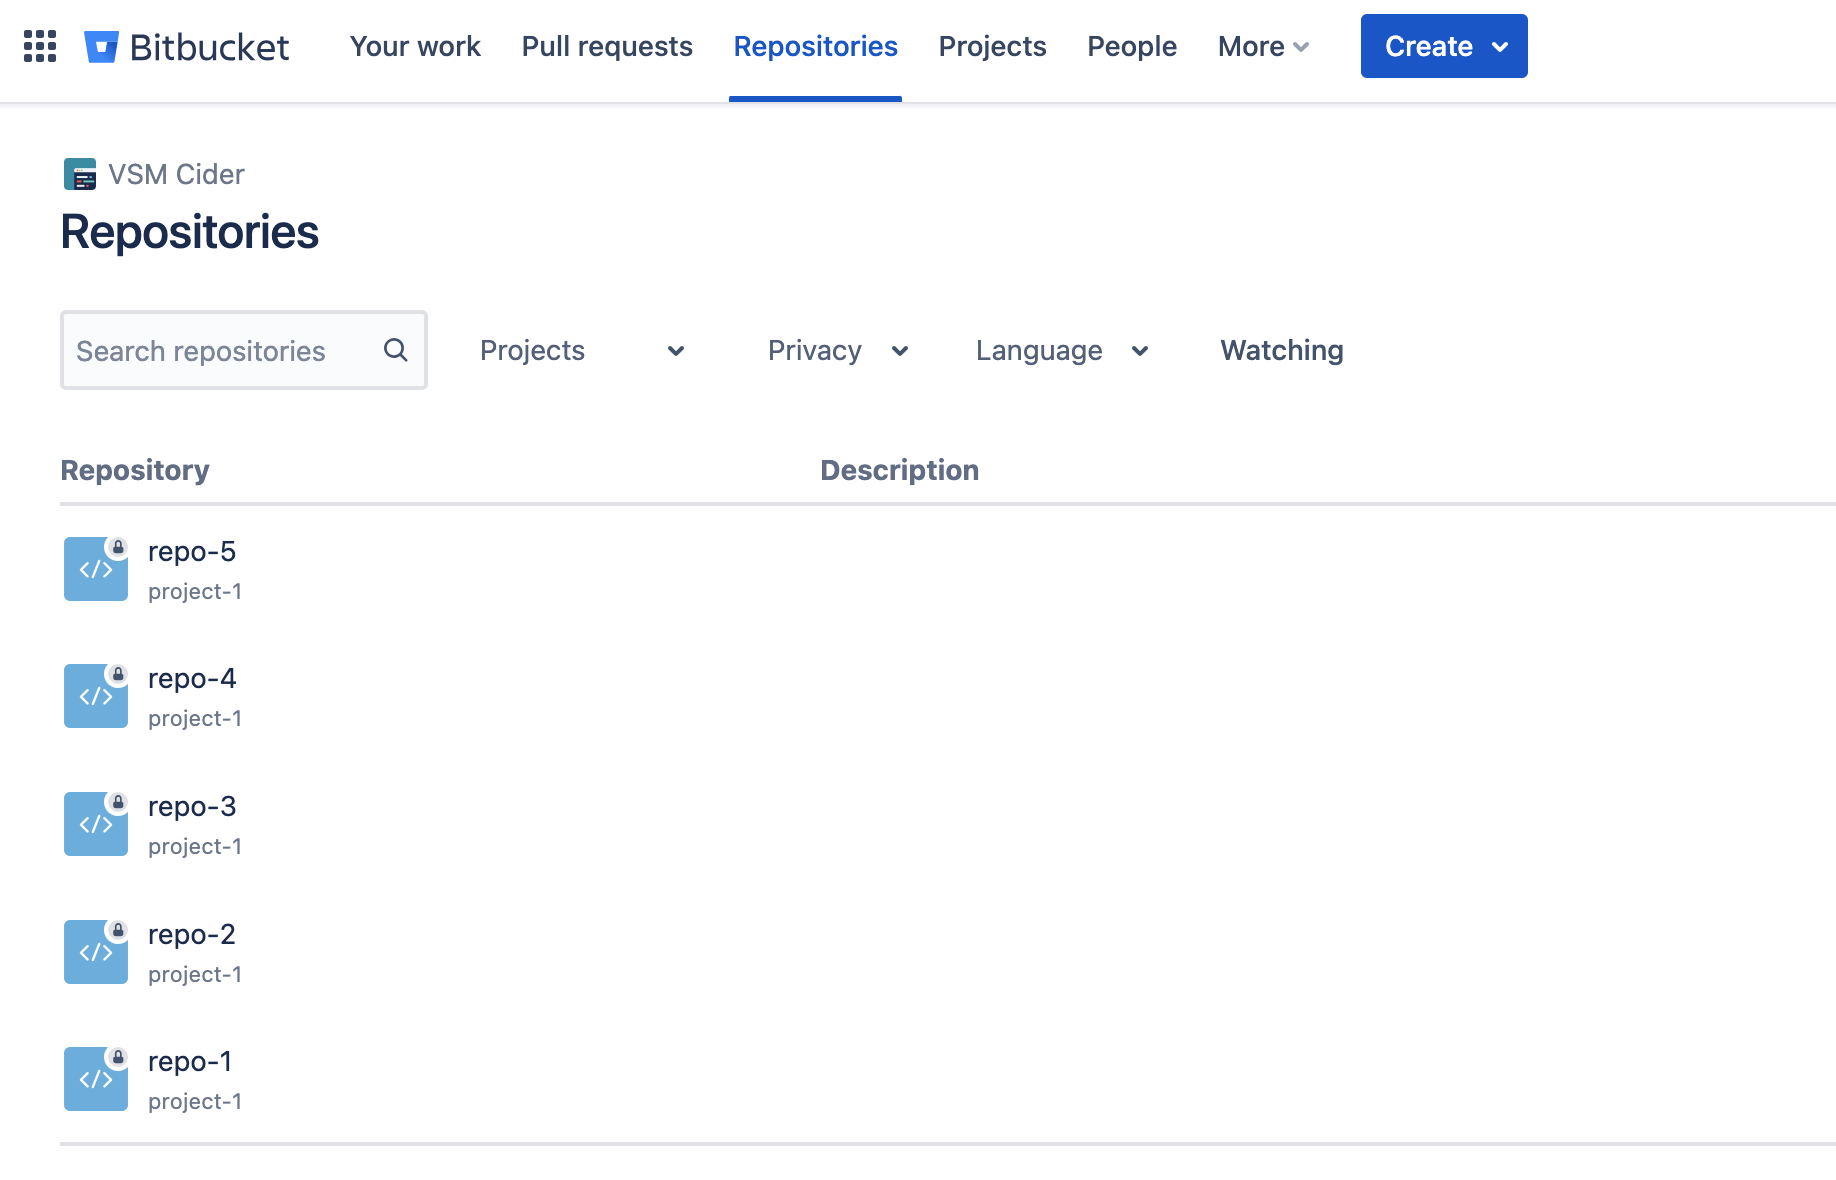 Bitbucket Your work Pull requests Repositories Projects People More Create
VSM Cider
Repositories
Search repositories Projects Privacy Language Watching
Repository Description
repo-5
project-1
repo-4
project-1
repo-3
project-1
repo-2
project-1
repo-1
project-1